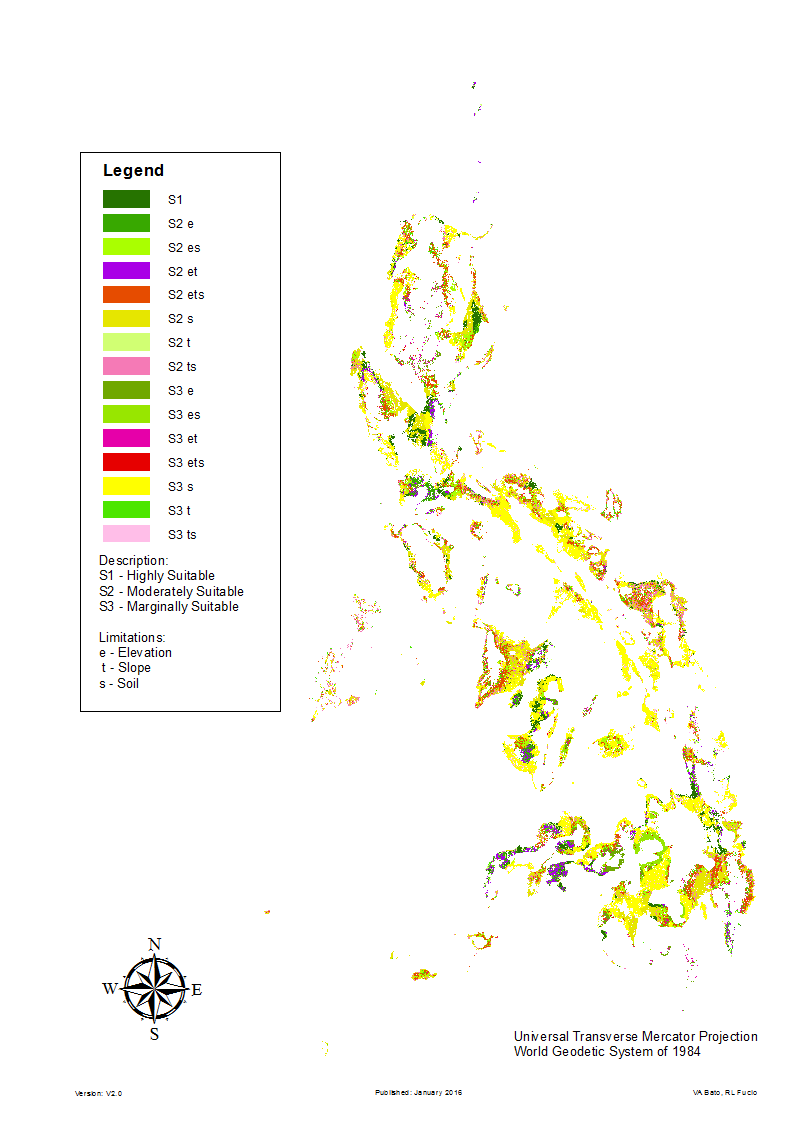 Legend
S1
S2 e
S2 es
S2 et
S2 ets
S2 s
S2 t
S2 ts
S3 e
S3 es
S3 et
S3 ets
S3 s
S3 t
S3 ts
Description:
S1 - Highly Suitable
S2 - Moderately Suitable
S3 - Marginally Suitable
Limitations:
e - Elevation
t - Slope
s - Soil
N
W E
S
Universal Transverse Mercator Projection
World Geodetic System of 1984
Version: V2.0 Published: January 2016 VA Bato, RL Fucio